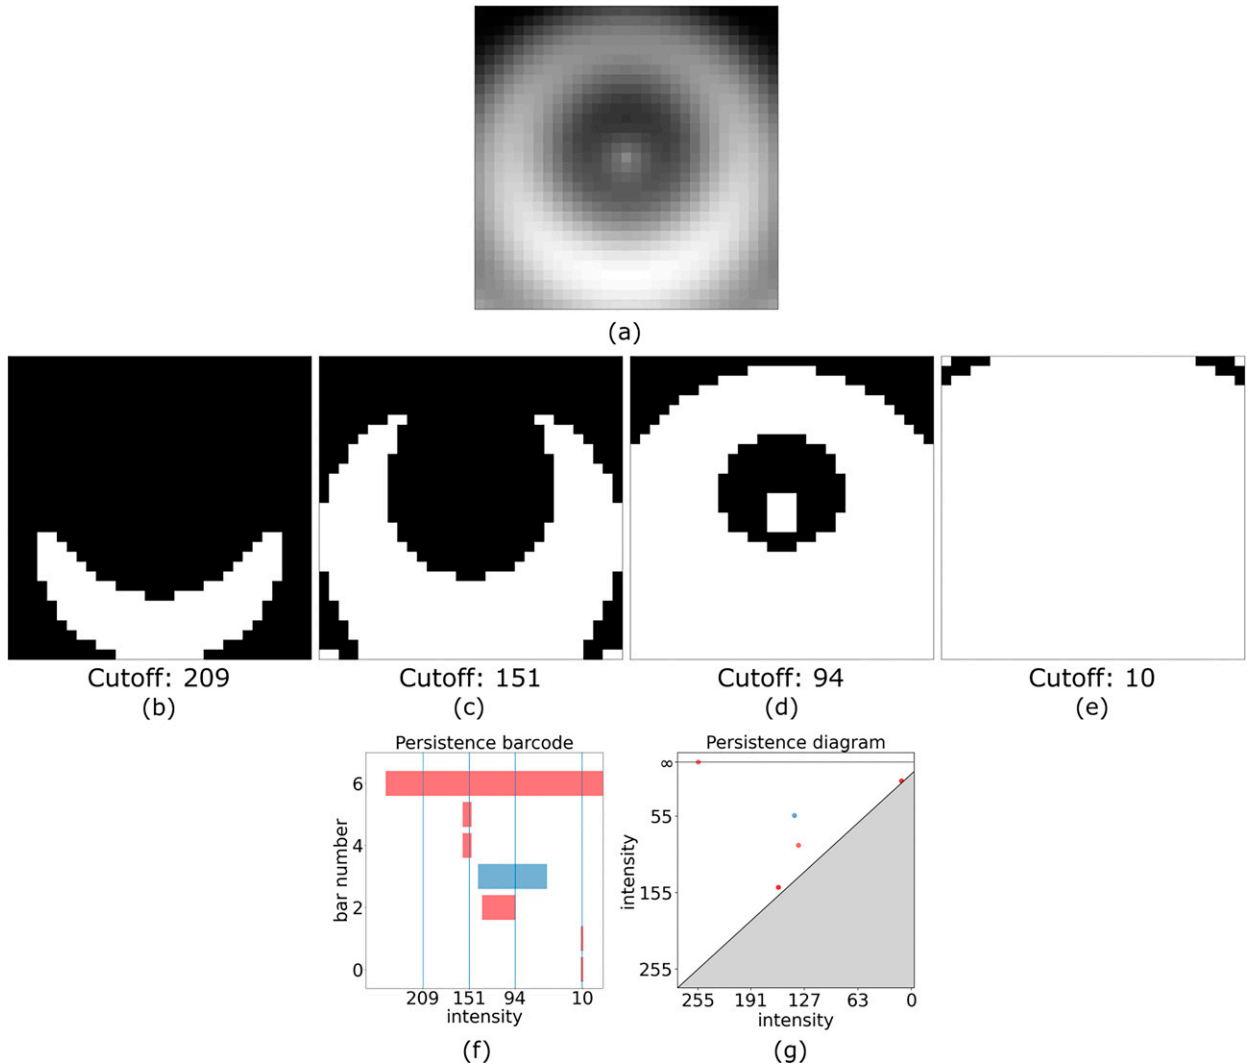 (a)
Cutoff: 209
(b)
Cutoff: 151
(c)
Cutoff: 94
(d)
Cutoff: 10
(e)
Persistence barcode
6
4
2
0
bar number
209 151 94 10
intensity
(f)
Persistence diagram
∞
55
155
255
intensity
255 191 127 63 0
intensity
(g)